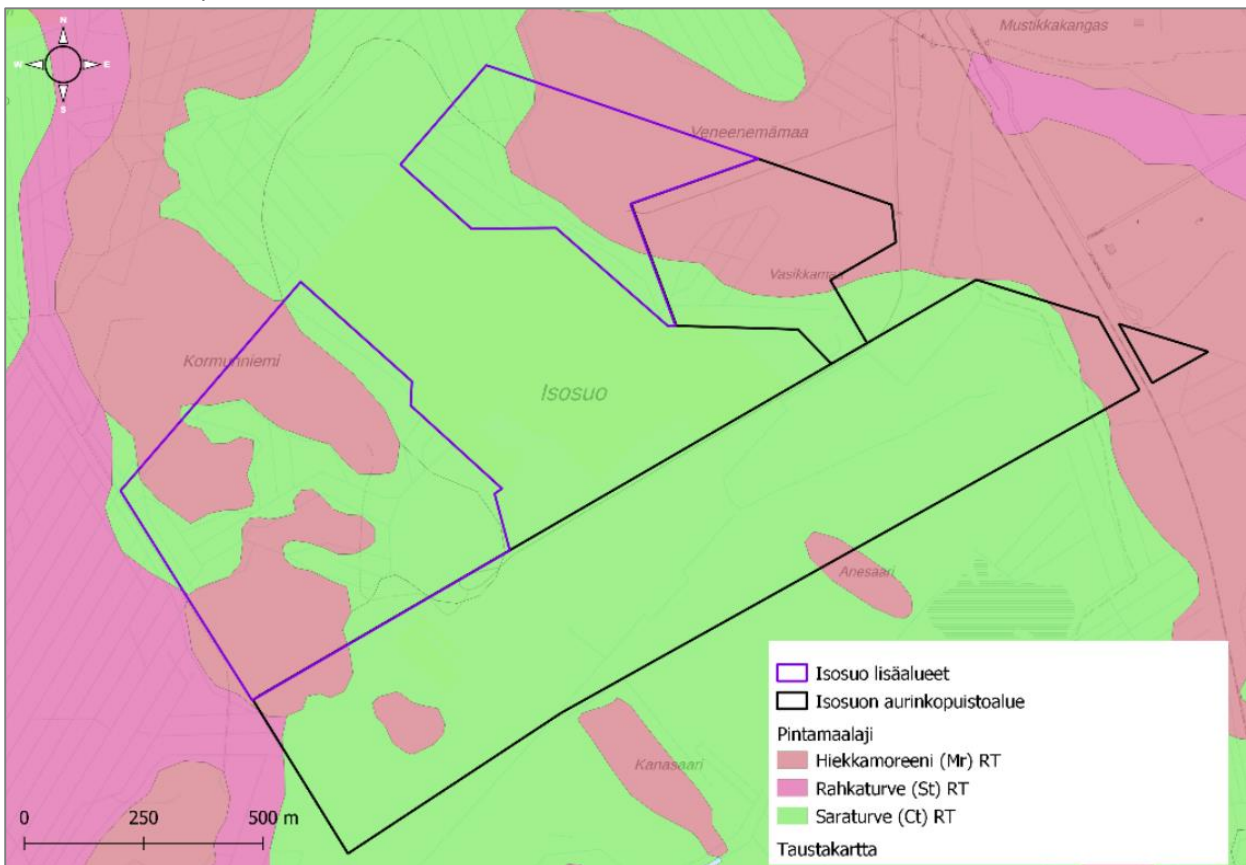 N
W E
S
Mustikkakangas
Veneenemämaa
Vasikkamaa
Kormunniemi
Isosuo
Anesaari
Kanasaari
Isosuo lisäalueet
Isosuon aurinkopuistoalue
Pintamaalaji
Hiekkamoreeni (Mr) RT
Rahkaturve (St) RT
Saraturve (Ct) RT
Taustakartta
0 250 500 m